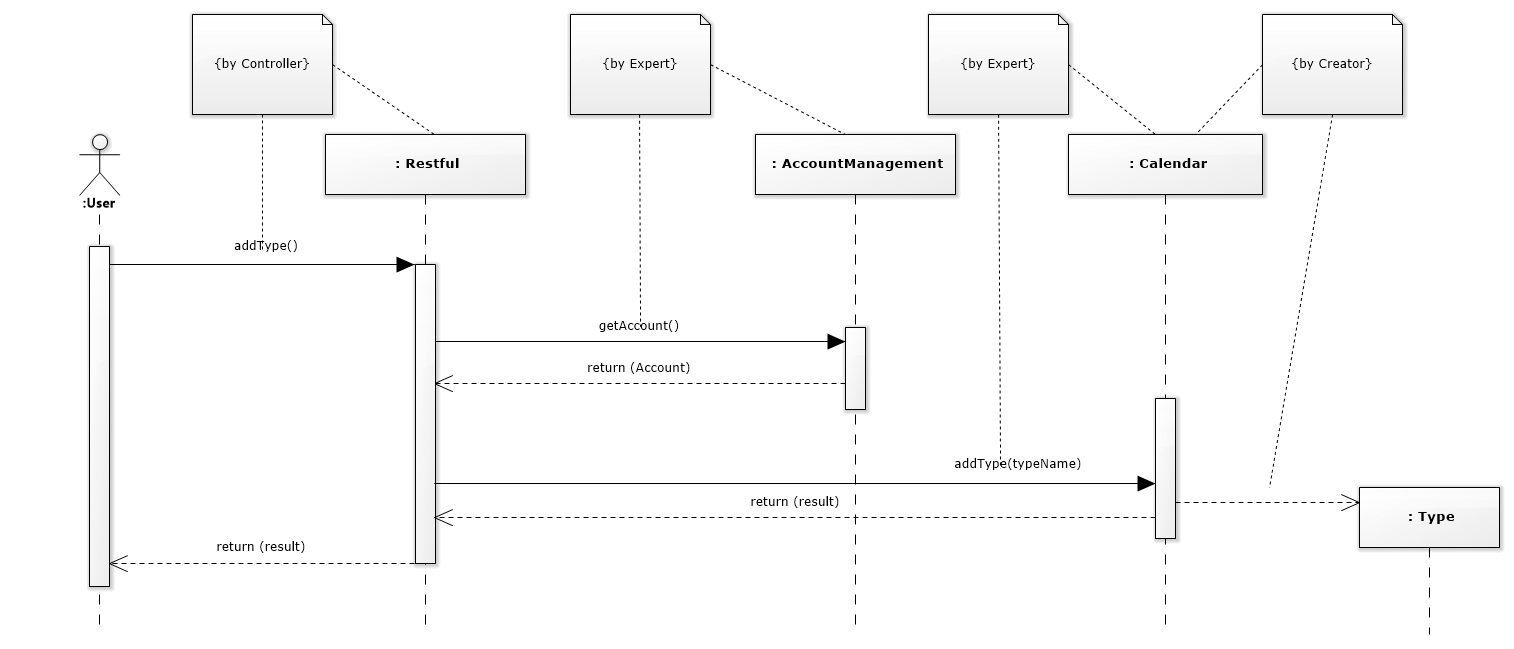 {by Controller}
{by Expert}
{by Expert}
{by Creator}
: Restful
: AccountManagement
: Calendar
:User
addType()
getAccount()
return (Account)
addType(typeName)
return (result)
: Type
return (result)